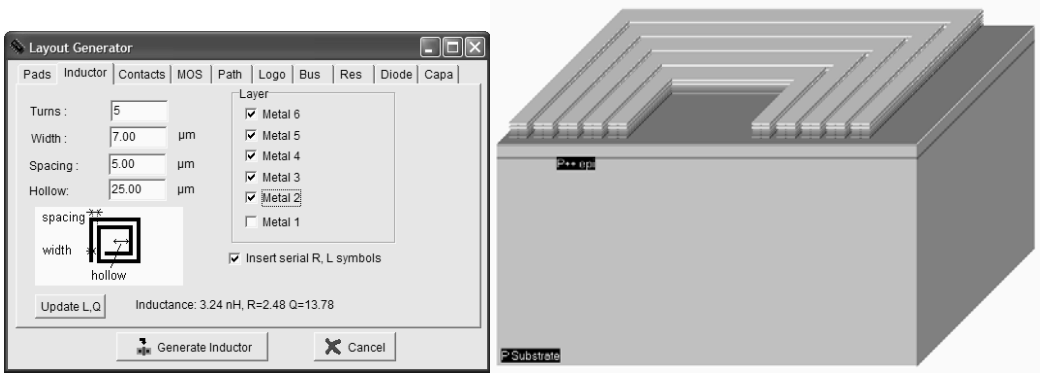 Layout Generator
Pads Inductor Contacts MOS Path Logo Bus Res Diode Capa
Turns : 5
Width : 7.00 µm
Spacing : 5.00 µm
Hollow: 25.00 µm
Layer
Metal 6
Metal 5
Metal 4
Metal 3
Metal 2
Metal 1
spacing
width
hollow
Insert serial R, L symbols
Update L,Q
Inductance: 3.24 nH, R=2.48 Q=13.78
Generate Inductor
Cancel
P++ epi
P Substrate